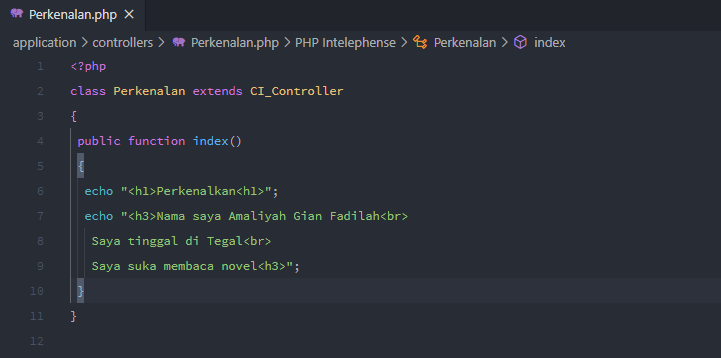 Perkenalan.php ×
application > controllers > Perkenalan.php > PHP Intelephense > Perkenalan > index
1 <?php
2 class Perkenalan extends CI_Controller
3 {
4 public function index()
5 {
6 echo "<h1>Perkenalkan<h1>";
7 echo "<h3>Nama saya Amaliyah Gian Fadilah<br>
8 Saya tinggal di Tegal<br>
9 Saya suka membaca novel<h3>";
10 }
11 }
12